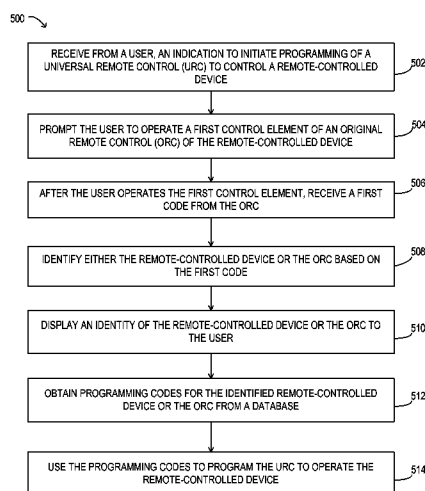 500
RECEIVE FROM A USER, AN INDICATION TO INITIATE PROGRAMMING OF A
UNIVERSAL REMOTE CONTROL (URC) TO CONTROL A REMOTE-CONTROLLED
DEVICE
502
PROMPT THE USER TO OPERATE A FIRST CONTROL ELEMENT OF AN ORIGINAL
REMOTE CONTROL (ORC) OF THE REMOTE-CONTROLLED DEVICE
504
AFTER THE USER OPERATES THE FIRST CONTROL ELEMENT, RECEIVE A FIRST
CODE FROM THE ORC
506
IDENTIFY EITHER THE REMOTE-CONTROLLED DEVICE OR THE ORC BASED ON
THE FIRST CODE
508
DISPLAY AN IDENTITY OF THE REMOTE-CONTROLLED DEVICE OR THE ORC TO
THE USER
510
OBTAIN PROGRAMMING CODES FOR THE IDENTIFIED REMOTE-CONTROLLED
DEVICE OR THE ORC FROM A DATABASE
512
USE THE PROGRAMMING CODES TO PROGRAM THE URC TO OPERATE THE
REMOTE-CONTROLLED DEVICE
514